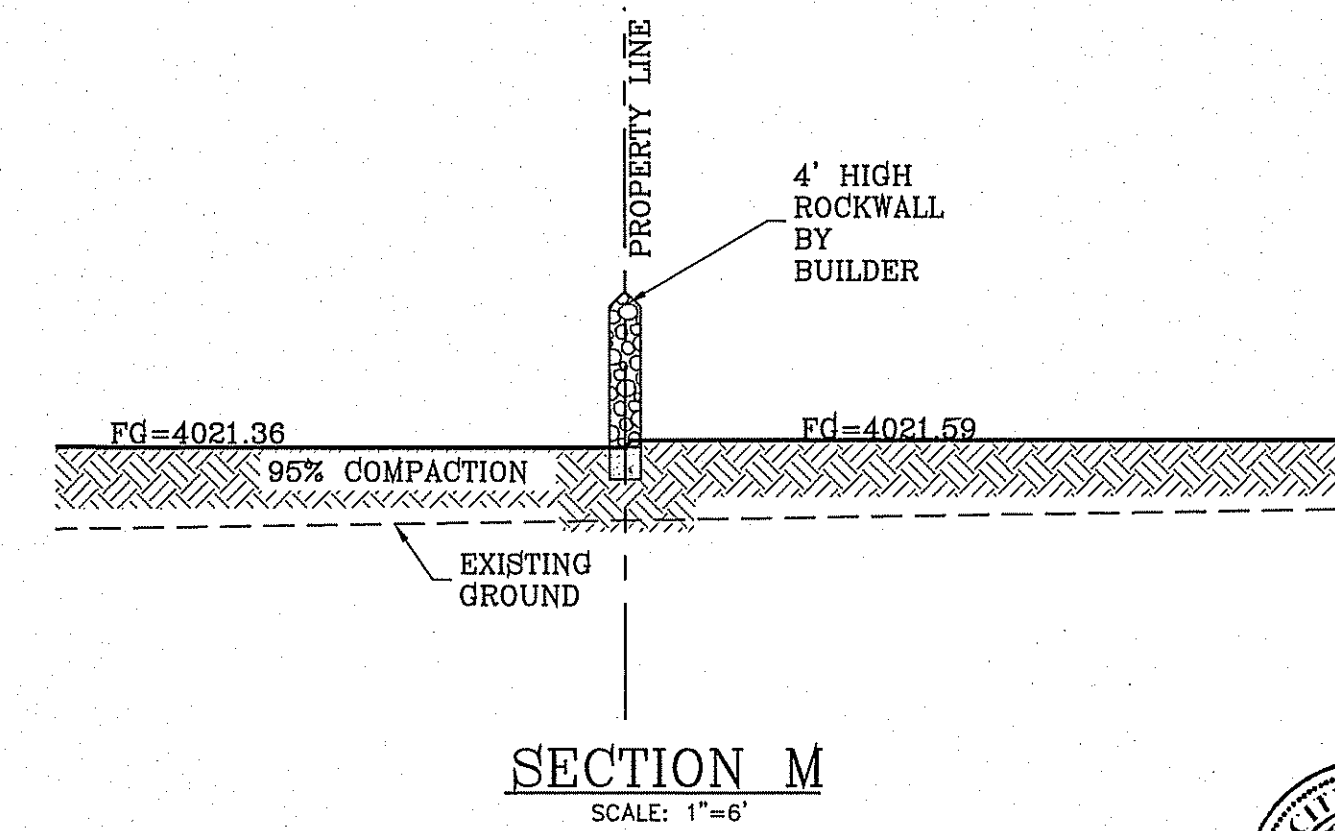 PROPERTY LINE
4' HIGH
ROCKWALL
BY
BUILDER
FG=4021.36
FG=4021.59
95% COMPACTION
EXISTING
GROUND
SECTION M
SCALE: 1"=6'